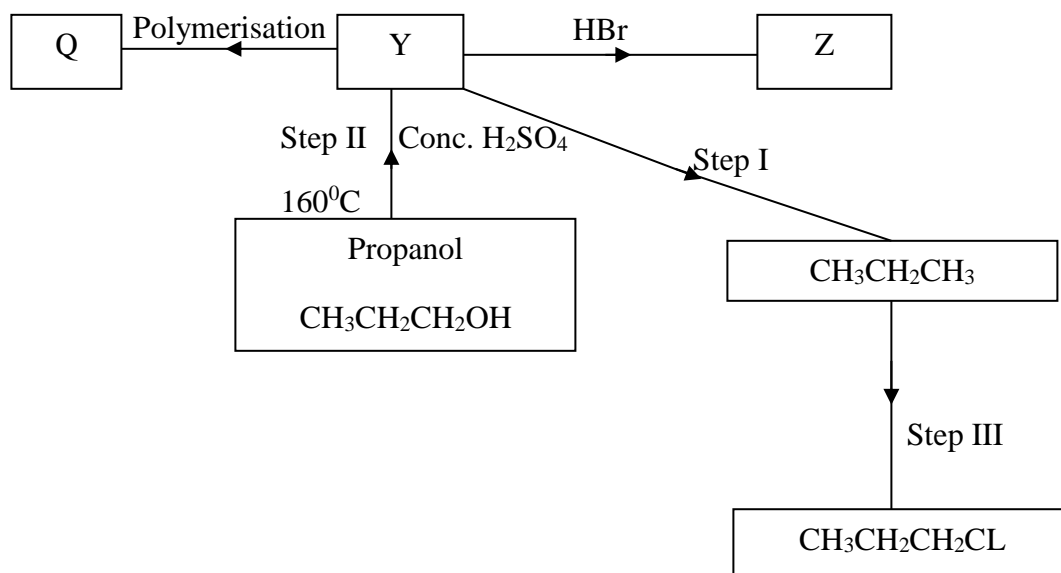 Polymerisation
HBr
Q
Y
Z
Step II
Conc. H₂SO₄
Step I
160⁰C
Propanol
CH₃CH₂CH₂OH
CH₃CH₂CH₃
Step III
CH₃CH₂CH₂CL